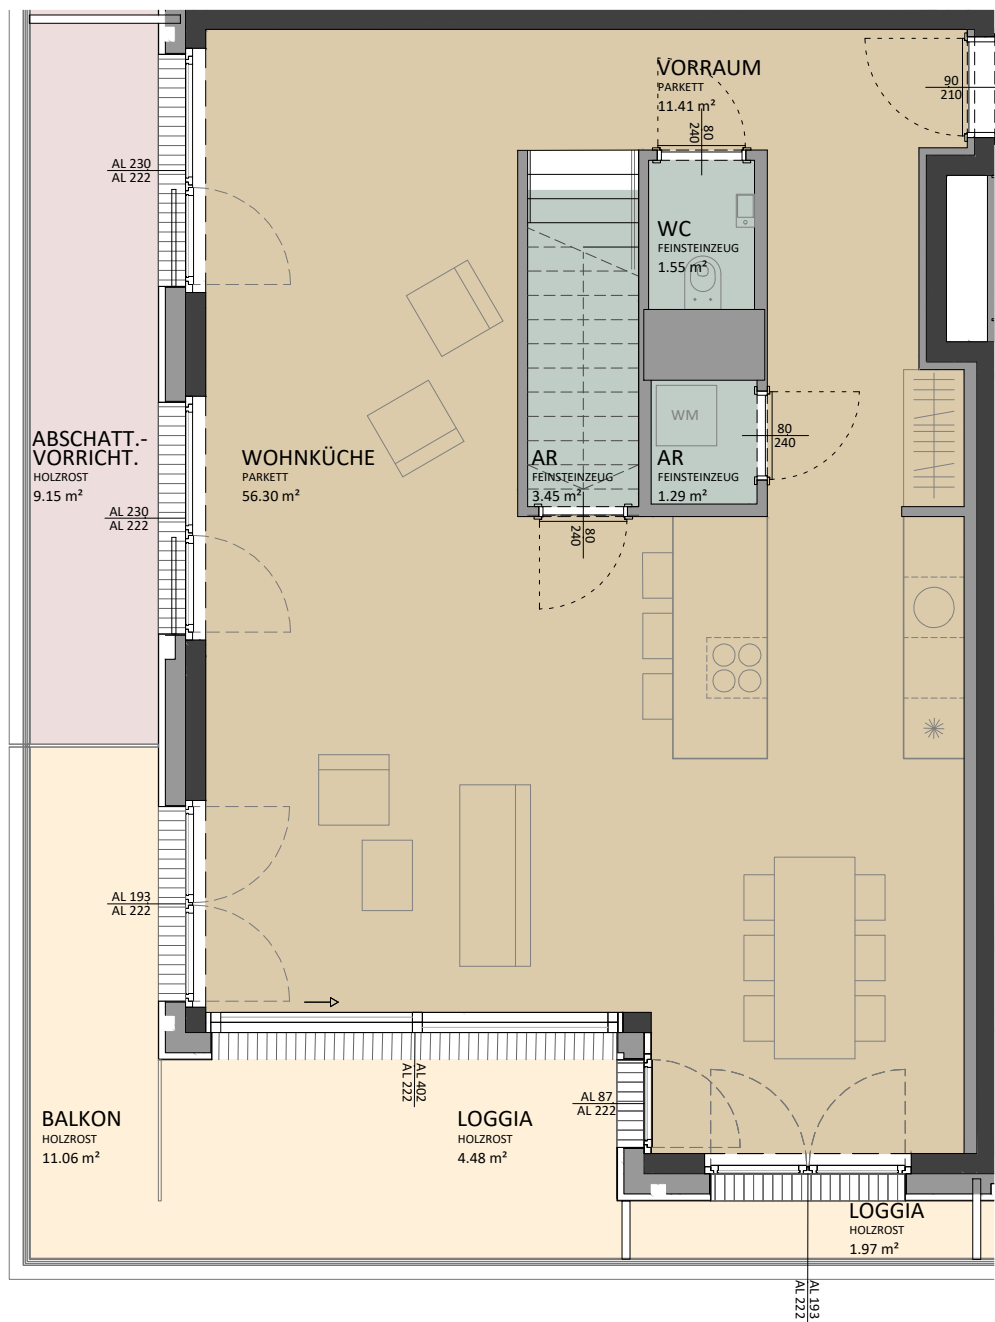 VORRAUM
PARKETT
11.41 m²
80
240
90
210
AL 230
AL 222
WC
FEINSTEINZEUG
1.55 m²
ABSCHATT.-
VORRICHT.
HOLZROST
9.15 m²
WOHNKÜCHE
PARKETT
56.30 m²
WM
AR
FEINSTEINZEUG
3.45 m²
AR
FEINSTEINZEUG
1.29 m²
80
240
AL 230
AL 222
80
240
AL 193
AL 222
AL 402
AL 222
AL 87
AL 222
BALKON
HOLZROST
11.06 m²
LOGGIA
HOLZROST
4.48 m²
LOGGIA
HOLZROST
1.97 m²
AL 193
AL 222